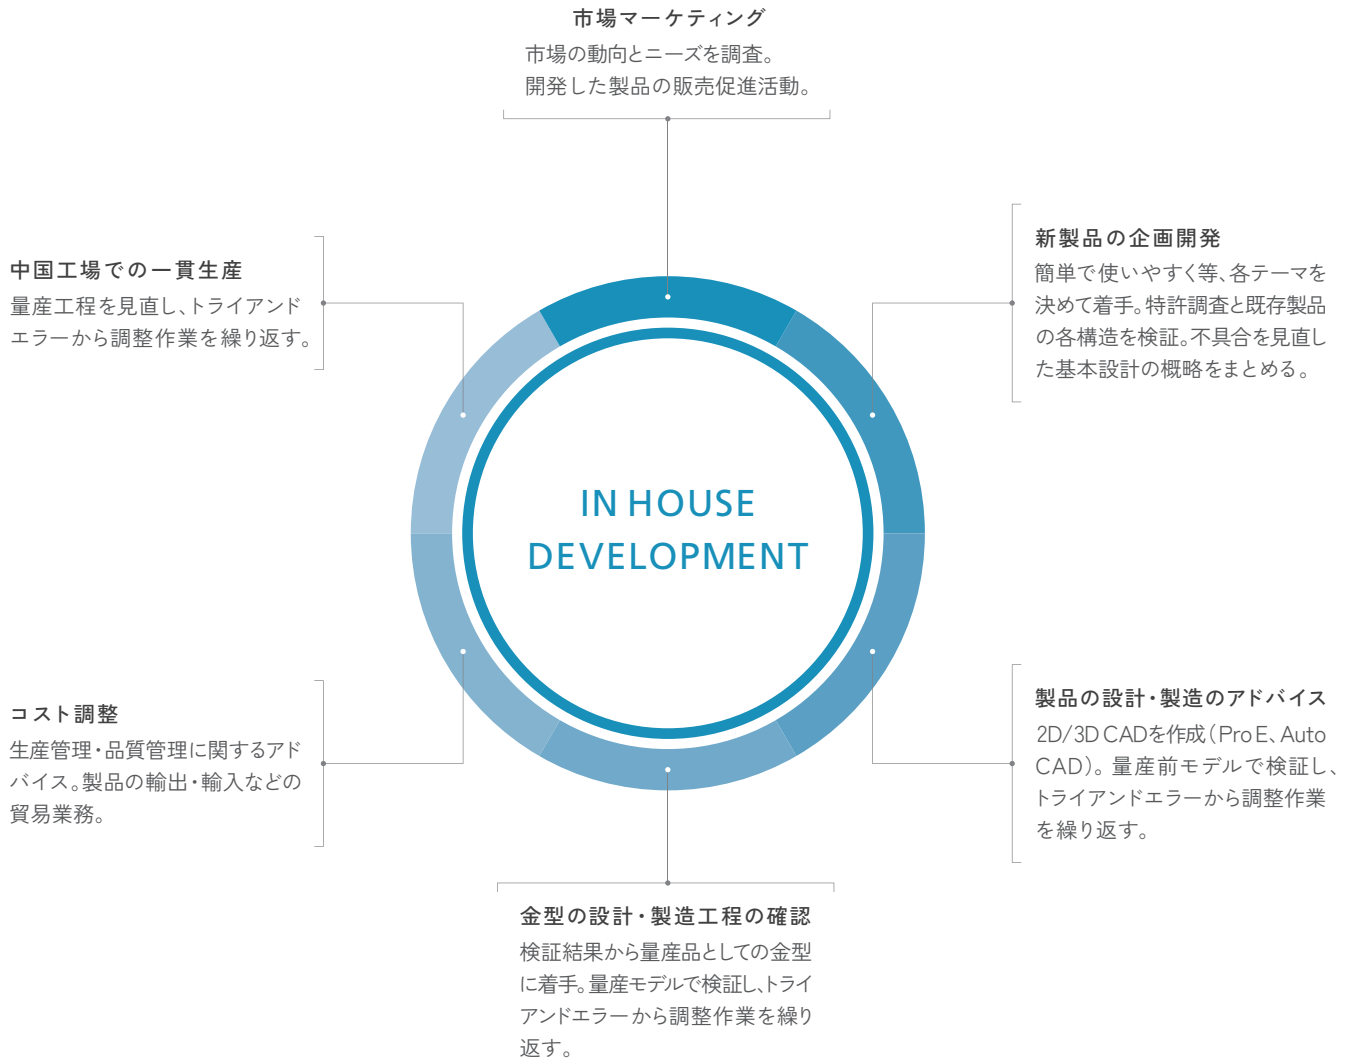 市場マーケティング
市場の動向とニーズを調査。
開発した製品の販売促進活動。
新製品の企画開発
簡単で使いやすく等、各テーマを
決めて着手。特許調査と既存製品
の各構造を検証。不具合を見直し
た基本設計の概略をまとめる。
中国工場での一貫生産
量産工程を見直し、トライアンド
エラーから調整作業を繰り返す。
IN HOUSE
DEVELOPMENT
製品の設計・製造のアドバイス
2D/3D CADを作成（Pro E、Auto
CAD）。量産前モデルで検証し、
トライアンドエラーから調整作業
を繰り返す。
コスト調整
生産管理・品質管理に関するアド
バイス。製品の輸出・輸入などの
貿易業務。
金型の設計・製造工程の確認
検証結果から量産品としての金型
に着手。量産モデルで検証し、トライ
アンドエラーから調整作業を繰り
返す。